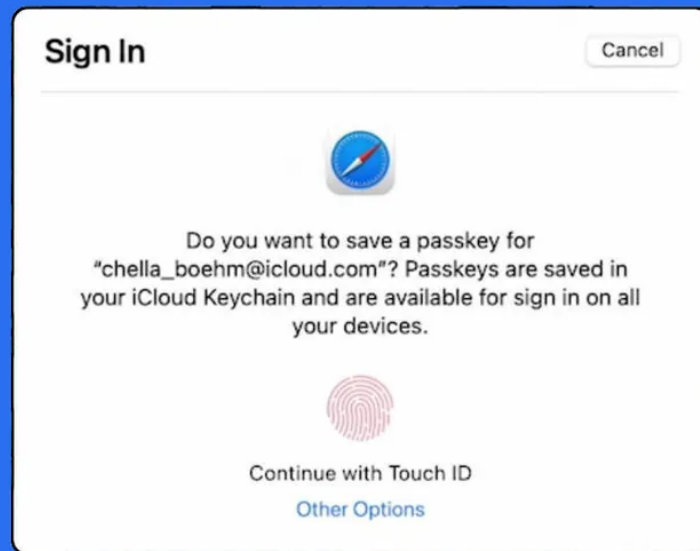 Sign In
Cancel
Do you want to save a passkey for
“chella_boehm@icloud.com”? Passkeys are saved in
your iCloud Keychain and are available for sign in on all
your devices.
Continue with Touch ID
Other Options